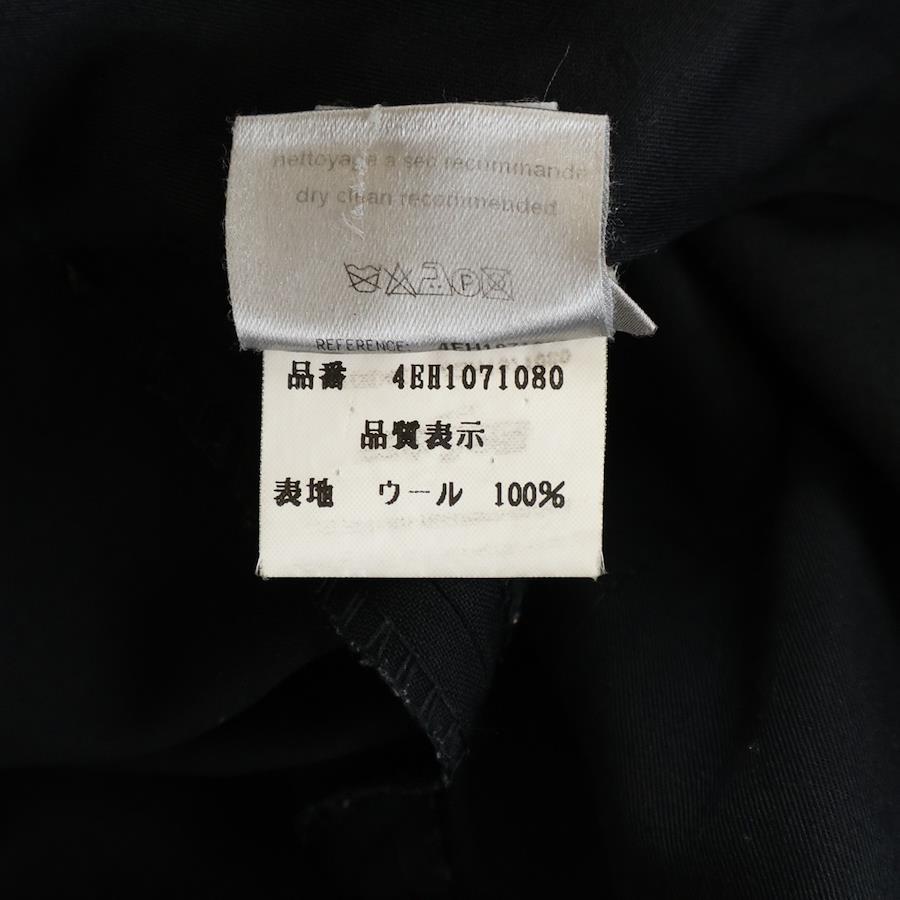 nettoyage a sec recommande
dry clean recommended
REFERENCE: 4EH1071080
品番 4EH1071080
品質表示
表地 ウール 100%